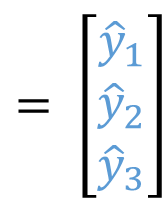 ŷ₁
= ŷ₂
ŷ₃